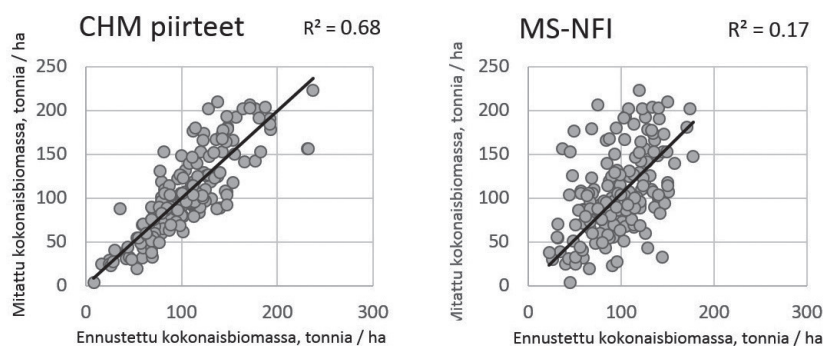 CHM piirteet
R² = 0.68
Mitattu kokonaisbiomassa, tonnia / ha
250
200
150
100
50
0
0
100
200
300
Ennustettu kokonaisbiomassa, tonnia / ha
MS-NFI
R² = 0.17
Mitattu kokonaisbiomassa, tonnia / ha
250
200
150
100
50
0
0
100
200
300
Ennustettu kokonaisbiomassa, tonnia / ha